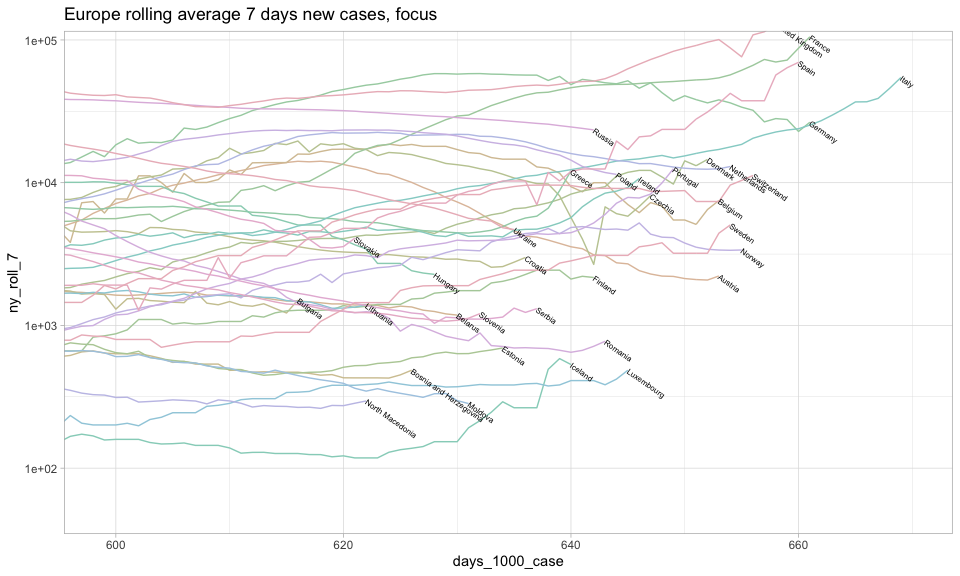 Europe rolling average 7 days new cases, focus
1e+05
1e+04
1e+03
1e+02
ny_roll_7
ed Kingdom
France
Spain
Italy
Germany
Russia
Greece
Poland
Ireland
Portugal
Denmark
Netherlands
Switzerland
Czechia
Belgium
Sweden
Norway
Austria
Slovakia
Ukraine
Croatia
Finland
Hungary
Bulgaria
Lithuania
Belarus
Slovenia
Serbia
Estonia
Romania
Iceland
Luxembourg
Bosnia and Herzegovina
Moldova
North Macedonia
600
620
640
660
days_1000_case